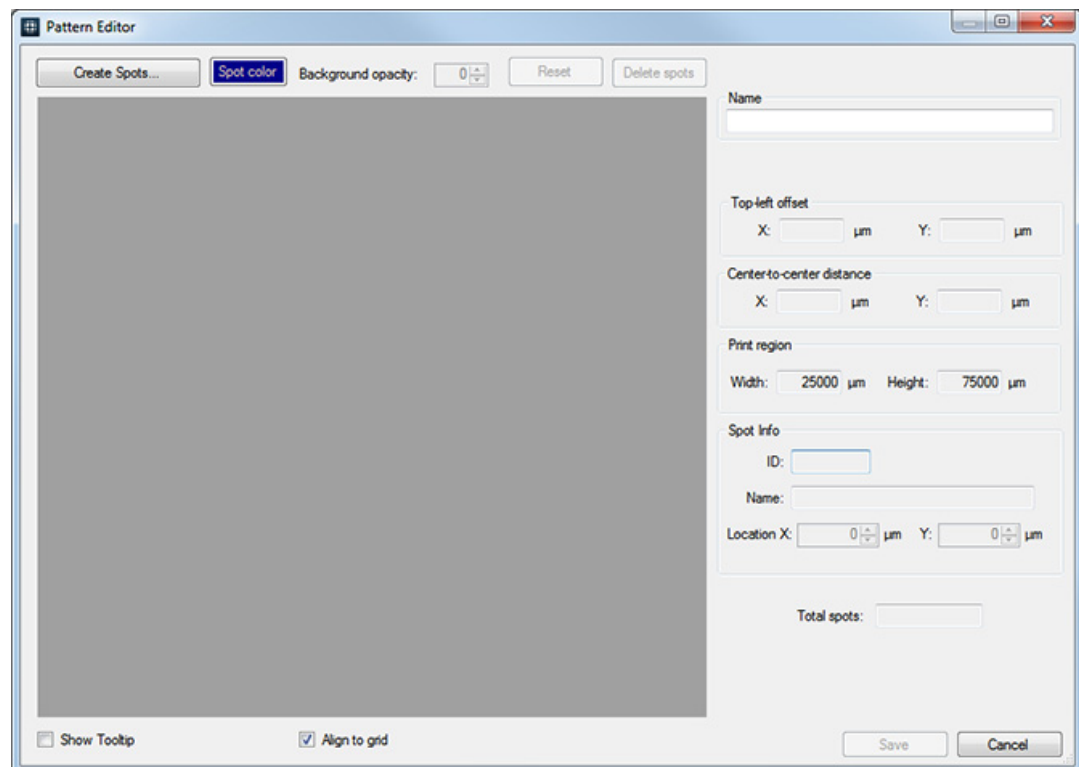 Pattern Editor
Create Spots... Spot color Background opacity: 0 Reset Delete spots
Name
Top-left offset
X: µm Y: µm
Center-to-center distance
X: µm Y: µm
Print region
Width: 25000 µm Height: 75000 µm
Spot Info
ID:
Name:
Location X: 0 µm Y: 0 µm
Total spots:
Show Tooltip Align to grid
Save Cancel